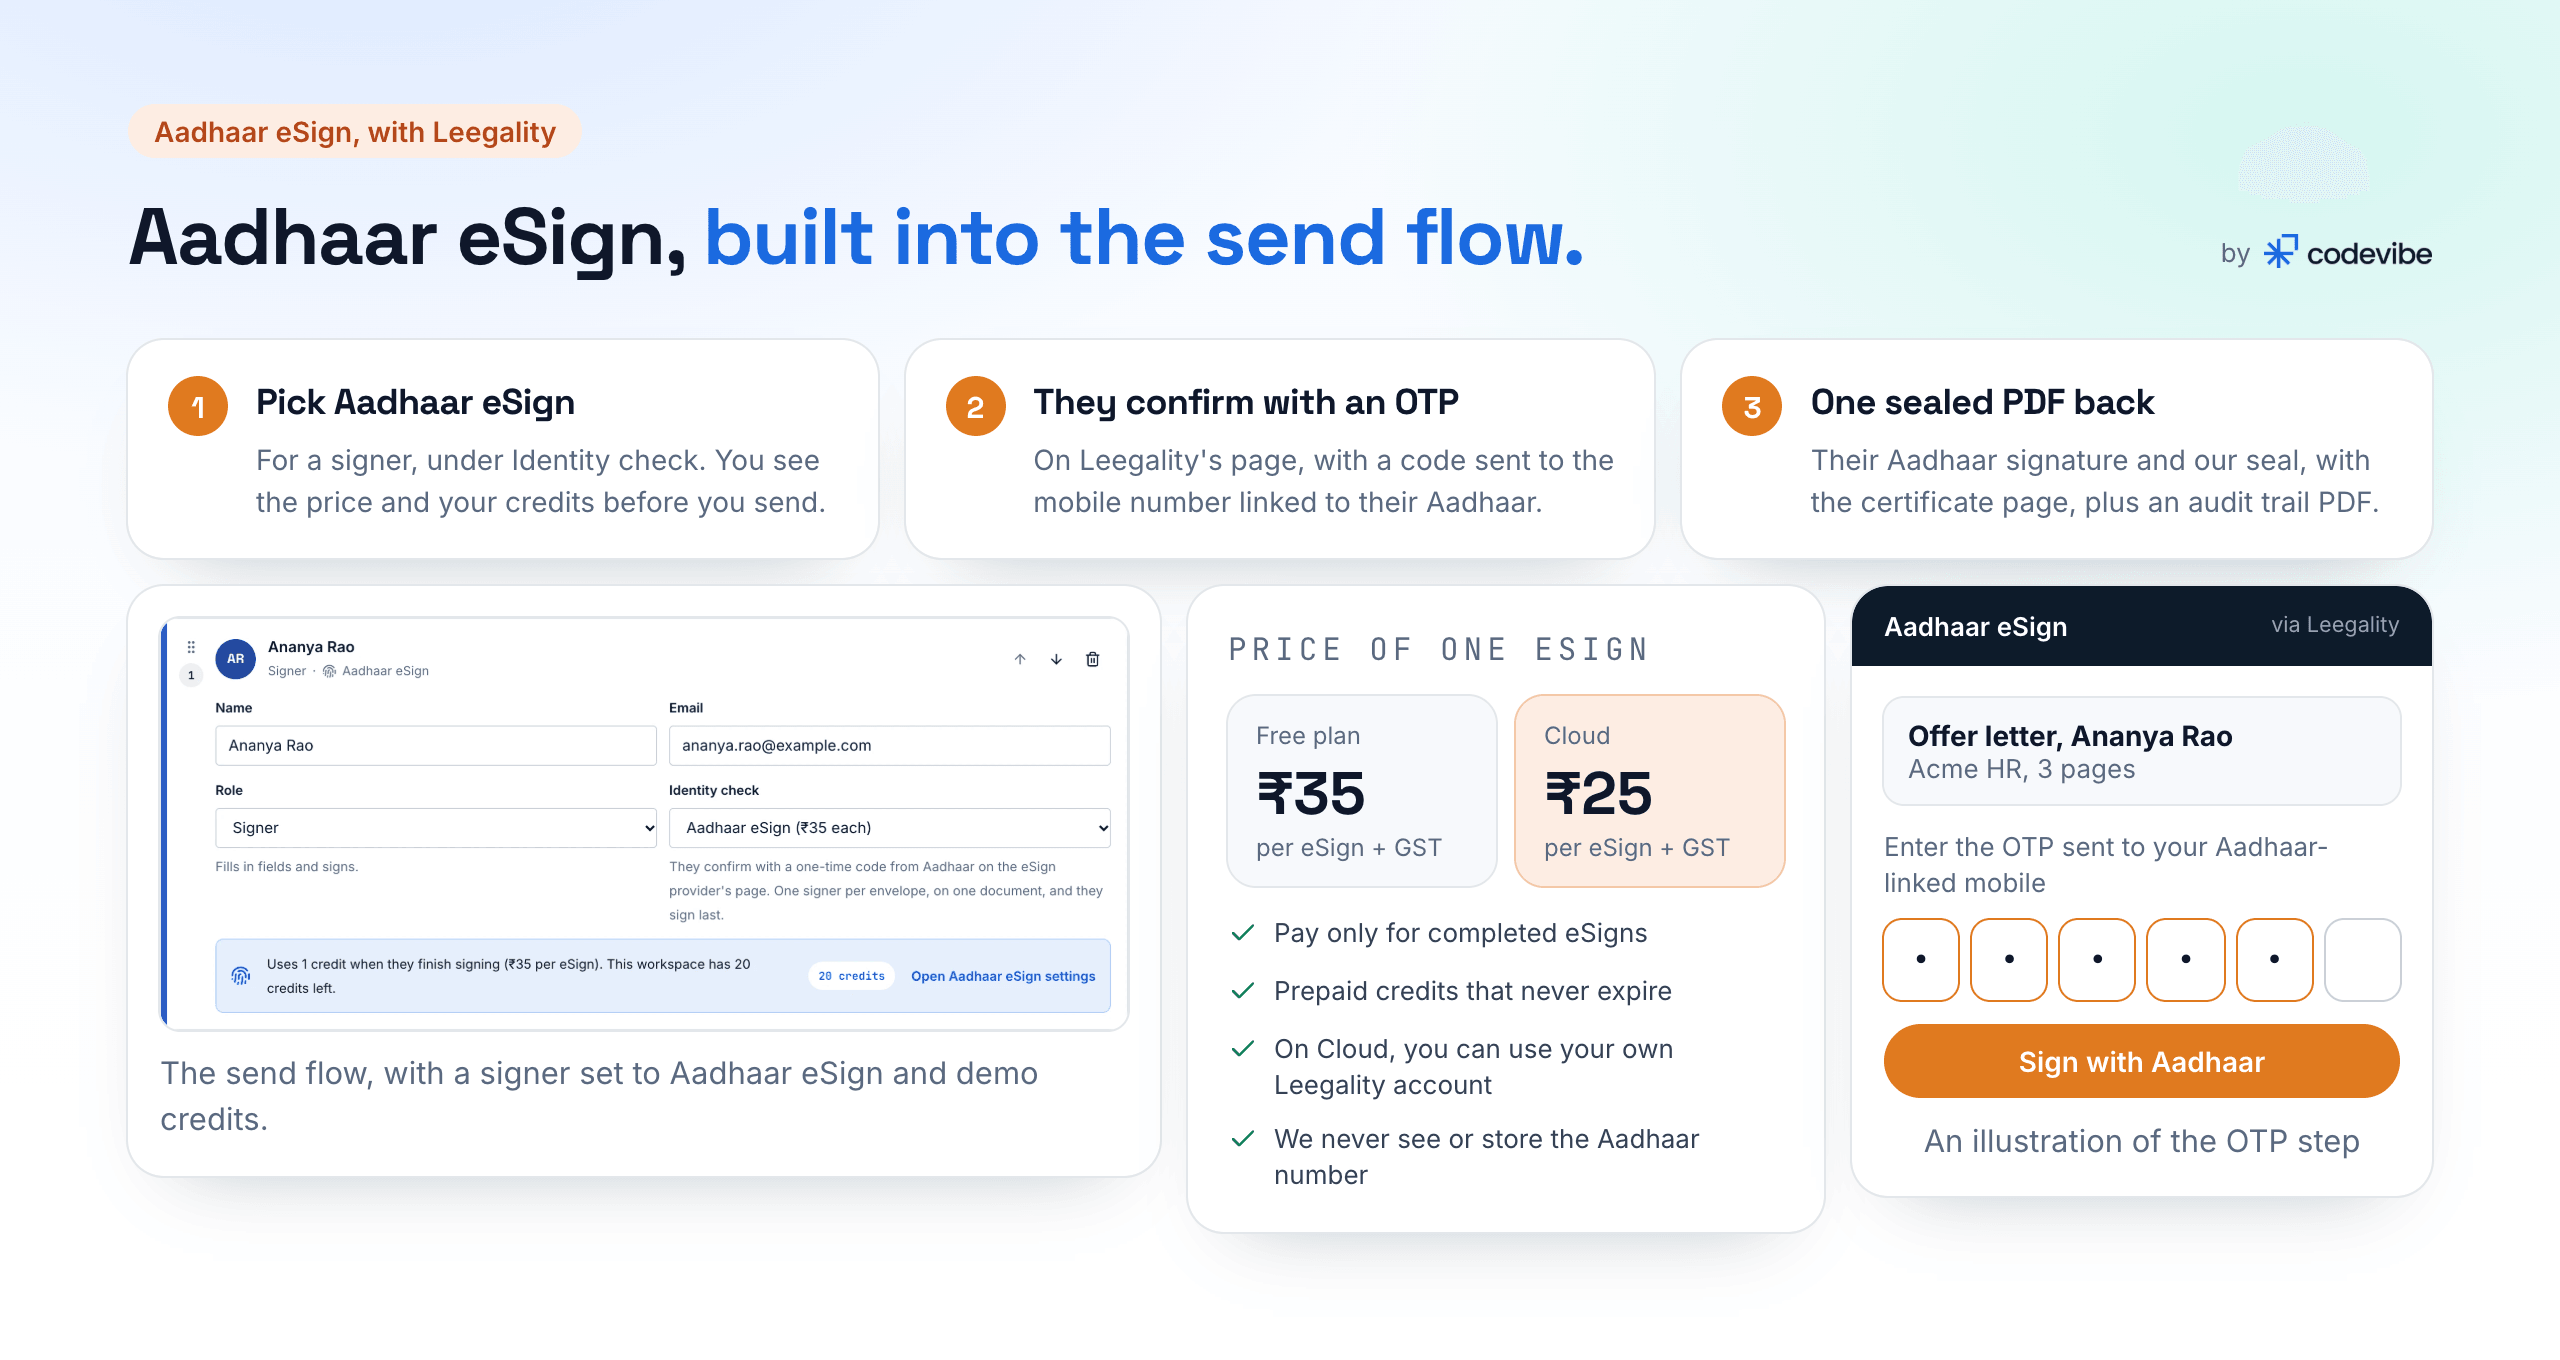 Aadhaar eSign, with Leegality
Aadhaar eSign, built into the send flow.
by codevibe
1
Pick Aadhaar eSign
For a signer, under Identity check. You see
the price and your credits before you send.
2
They confirm with an OTP
On Leegality's page, with a code sent to the
mobile number linked to their Aadhaar.
3
One sealed PDF back
Their Aadhaar signature and our seal, with
the certificate page, plus an audit trail PDF.
1
AR
Ananya Rao
Signer · Aadhaar eSign
Name
Ananya Rao
Email
ananya.rao@example.com
Role
Signer
Fills in fields and signs.
Identity check
Aadhaar eSign (₹35 each)
They confirm with a one-time code from Aadhaar on the eSign
provider's page. One signer per envelope, on one document, and they
sign last.
Uses 1 credit when they finish signing (₹35 per eSign). This workspace has 20
credits left.
20 credits
Open Aadhaar eSign settings
The send flow, with a signer set to Aadhaar eSign and demo
credits.
PRICE OF ONE ESIGN
Free plan
₹35
per eSign + GST
Cloud
₹25
per eSign + GST
Pay only for completed eSigns
Prepaid credits that never expire
On Cloud, you can use your own
Leegality account
We never see or store the Aadhaar
number
Aadhaar eSign
via Leegality
Offer letter, Ananya Rao
Acme HR, 3 pages
Enter the OTP sent to your Aadhaar-
linked mobile
Sign with Aadhaar
An illustration of the OTP step